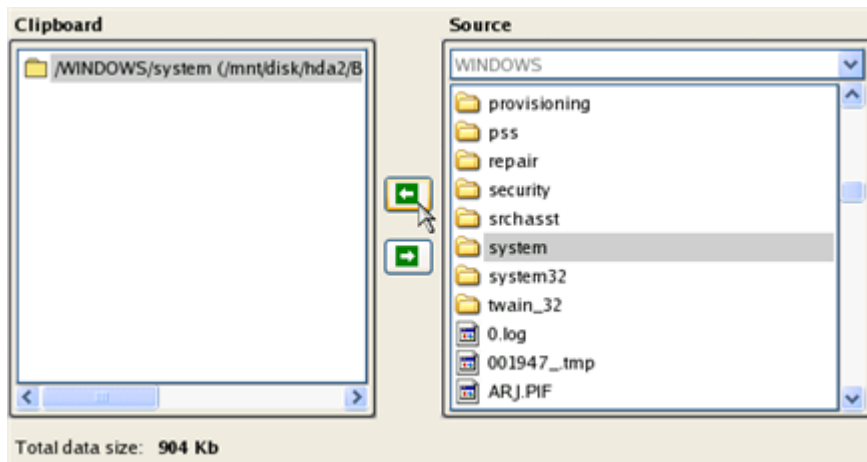 Clipboard
/WINDOWS/system (/mnt/disk/hda2/B
Source
WINDOWS
provisioning
pss
repair
security
srchasst
system
system32
twain_32
0.log
001947_.tmp
ARJ.PIF
Total data size: 904 Kb